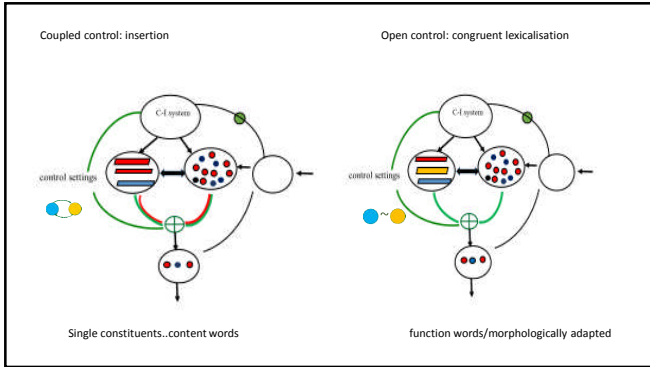 Coupled control: insertion
Open control: congruent lexicalisation
C-I system
C-I system
control settings
control settings
~
Single constituents..content words
function words/morphologically adapted